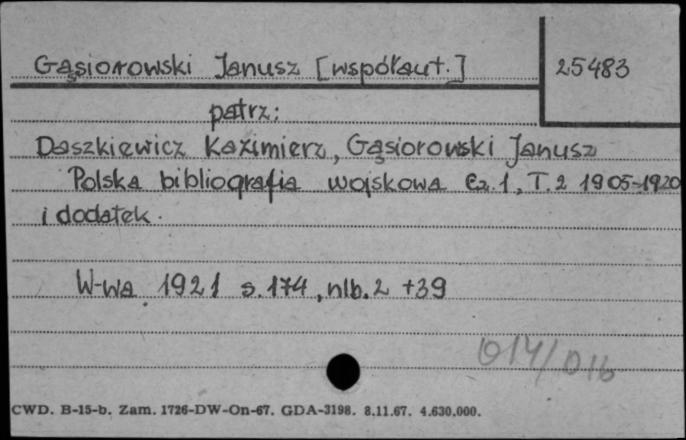 Gąsiorowski Janusz [współaut.]
25483
patrz:
Daszkiewicz Kazimierz, Gąsiorowski Janusz
Polska bibliografia wojskowa Cz. 1, T. 2 1905-1920
i dodatek.
W-wa 1921 s. 174, nlb. 2 +39
014/016
CWD. B-15-b. Zam. 1726-DW-On-67. GDA-3198. 8.11.67. 4.630.000.